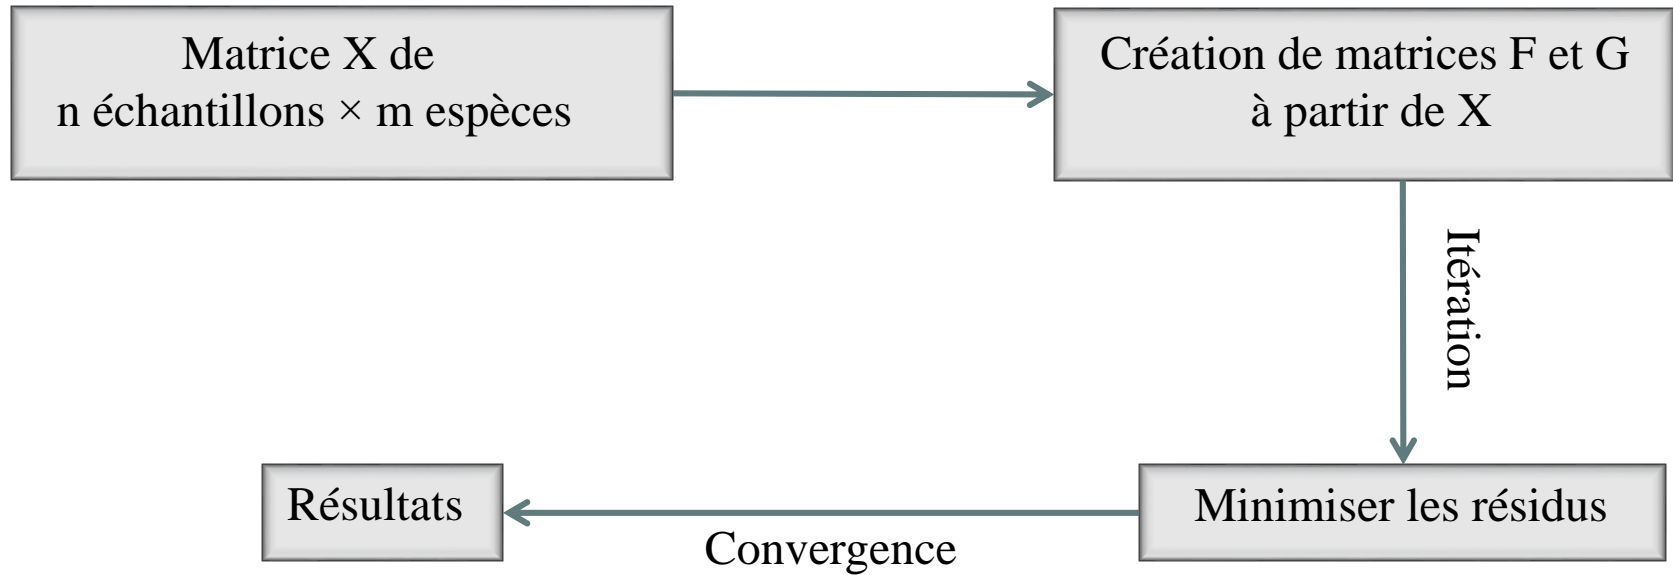 Matrice X de
n échantillons × m espèces
Création de matrices F et G
à partir de X
Itération
Minimiser les résidus
Convergence
Résultats